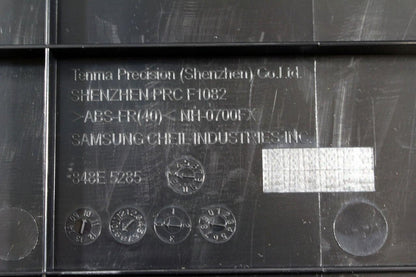 Tenma Precision (Shenzhen) Co.Ltd.
SHENZHEN PRC F1082
>ABS-FR(40)< NH-0700FX
SAMSUNG CHEIL INDUSTRIES INC.
848E 5285